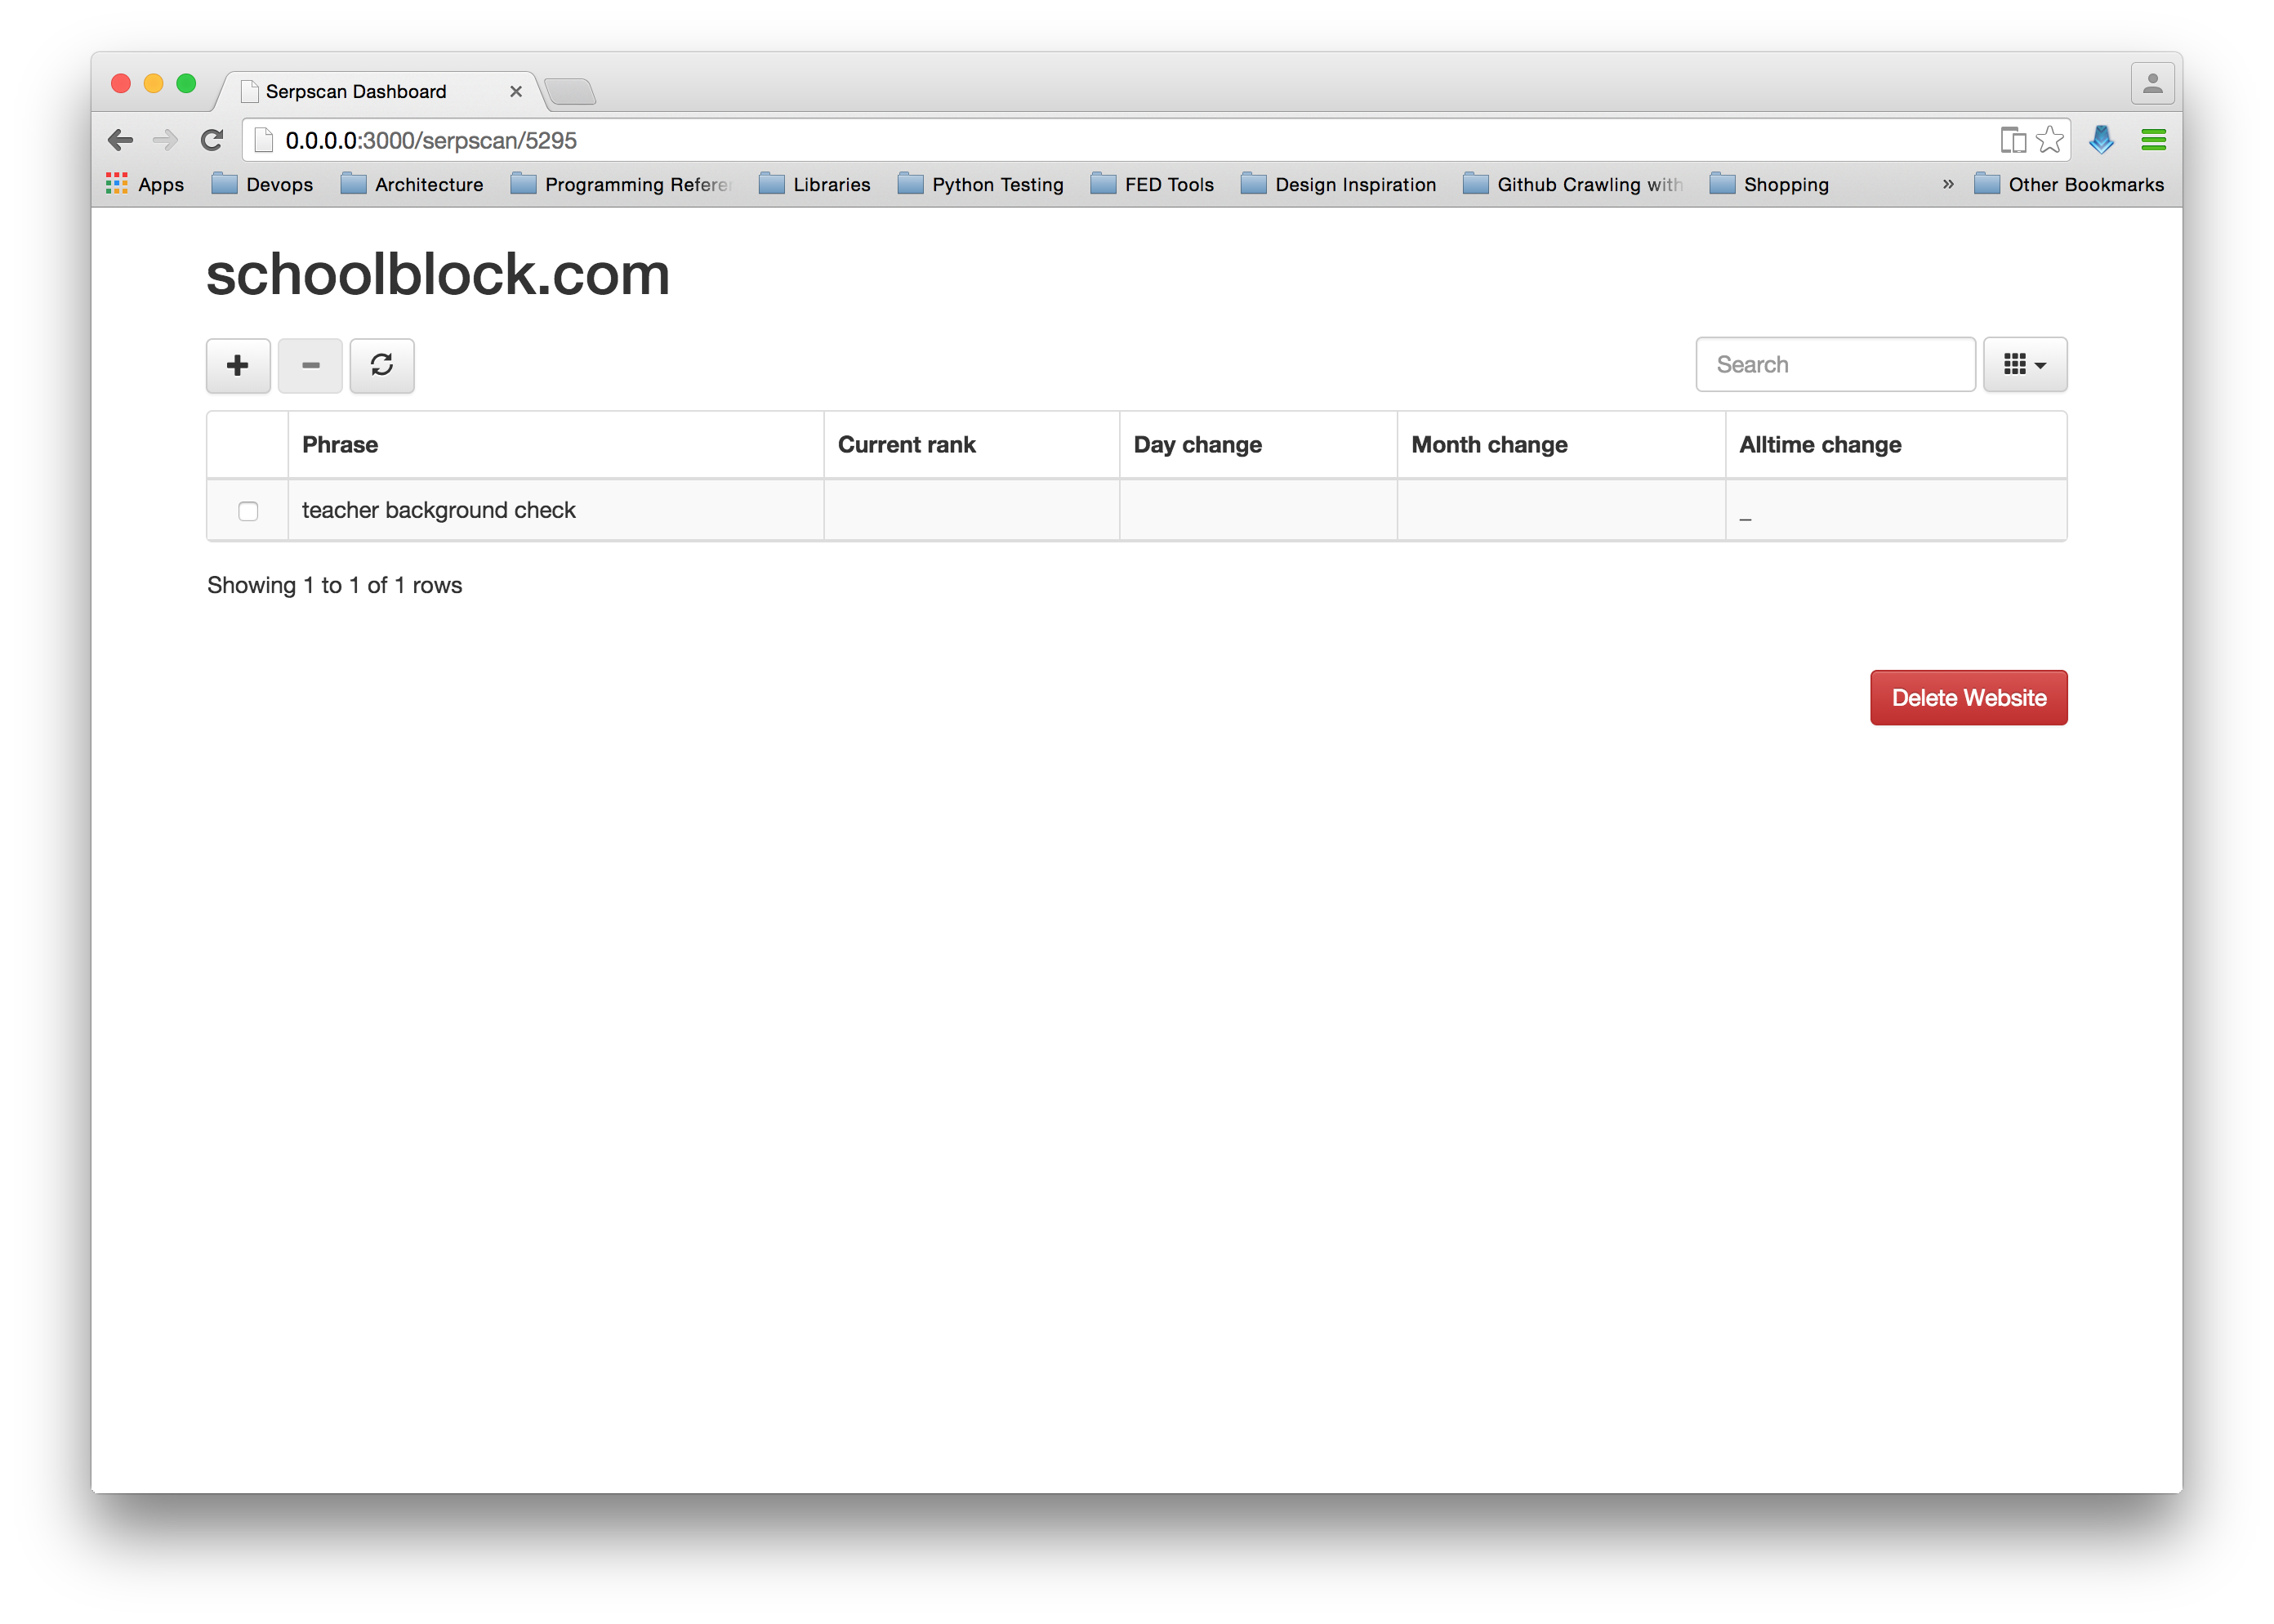 Serpscan Dashboard
0.0.0.0:3000/serpscan/5295
Apps Devops Architecture Programming Libraries Python Testing FED Tools Design Inspiration Github Crawling with Shopping » Other Bookmarks
schoolblock.com
Search
Phrase Current rank Day change Month change Alltime change
teacher background check _
Showing 1 to 1 of 1 rows
Delete Website